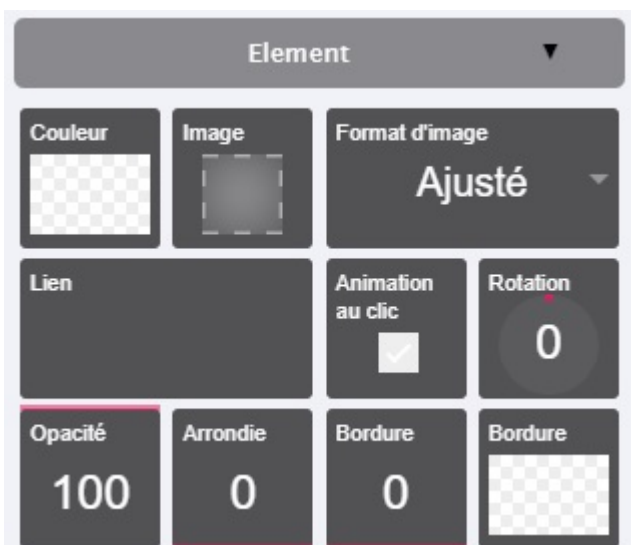 Element
Couleur
Image
Format d'image
Ajusté
Lien
Animation
au clic
Rotation
0
Opacité
Arrondie
Bordure
Bordure
100
0
0